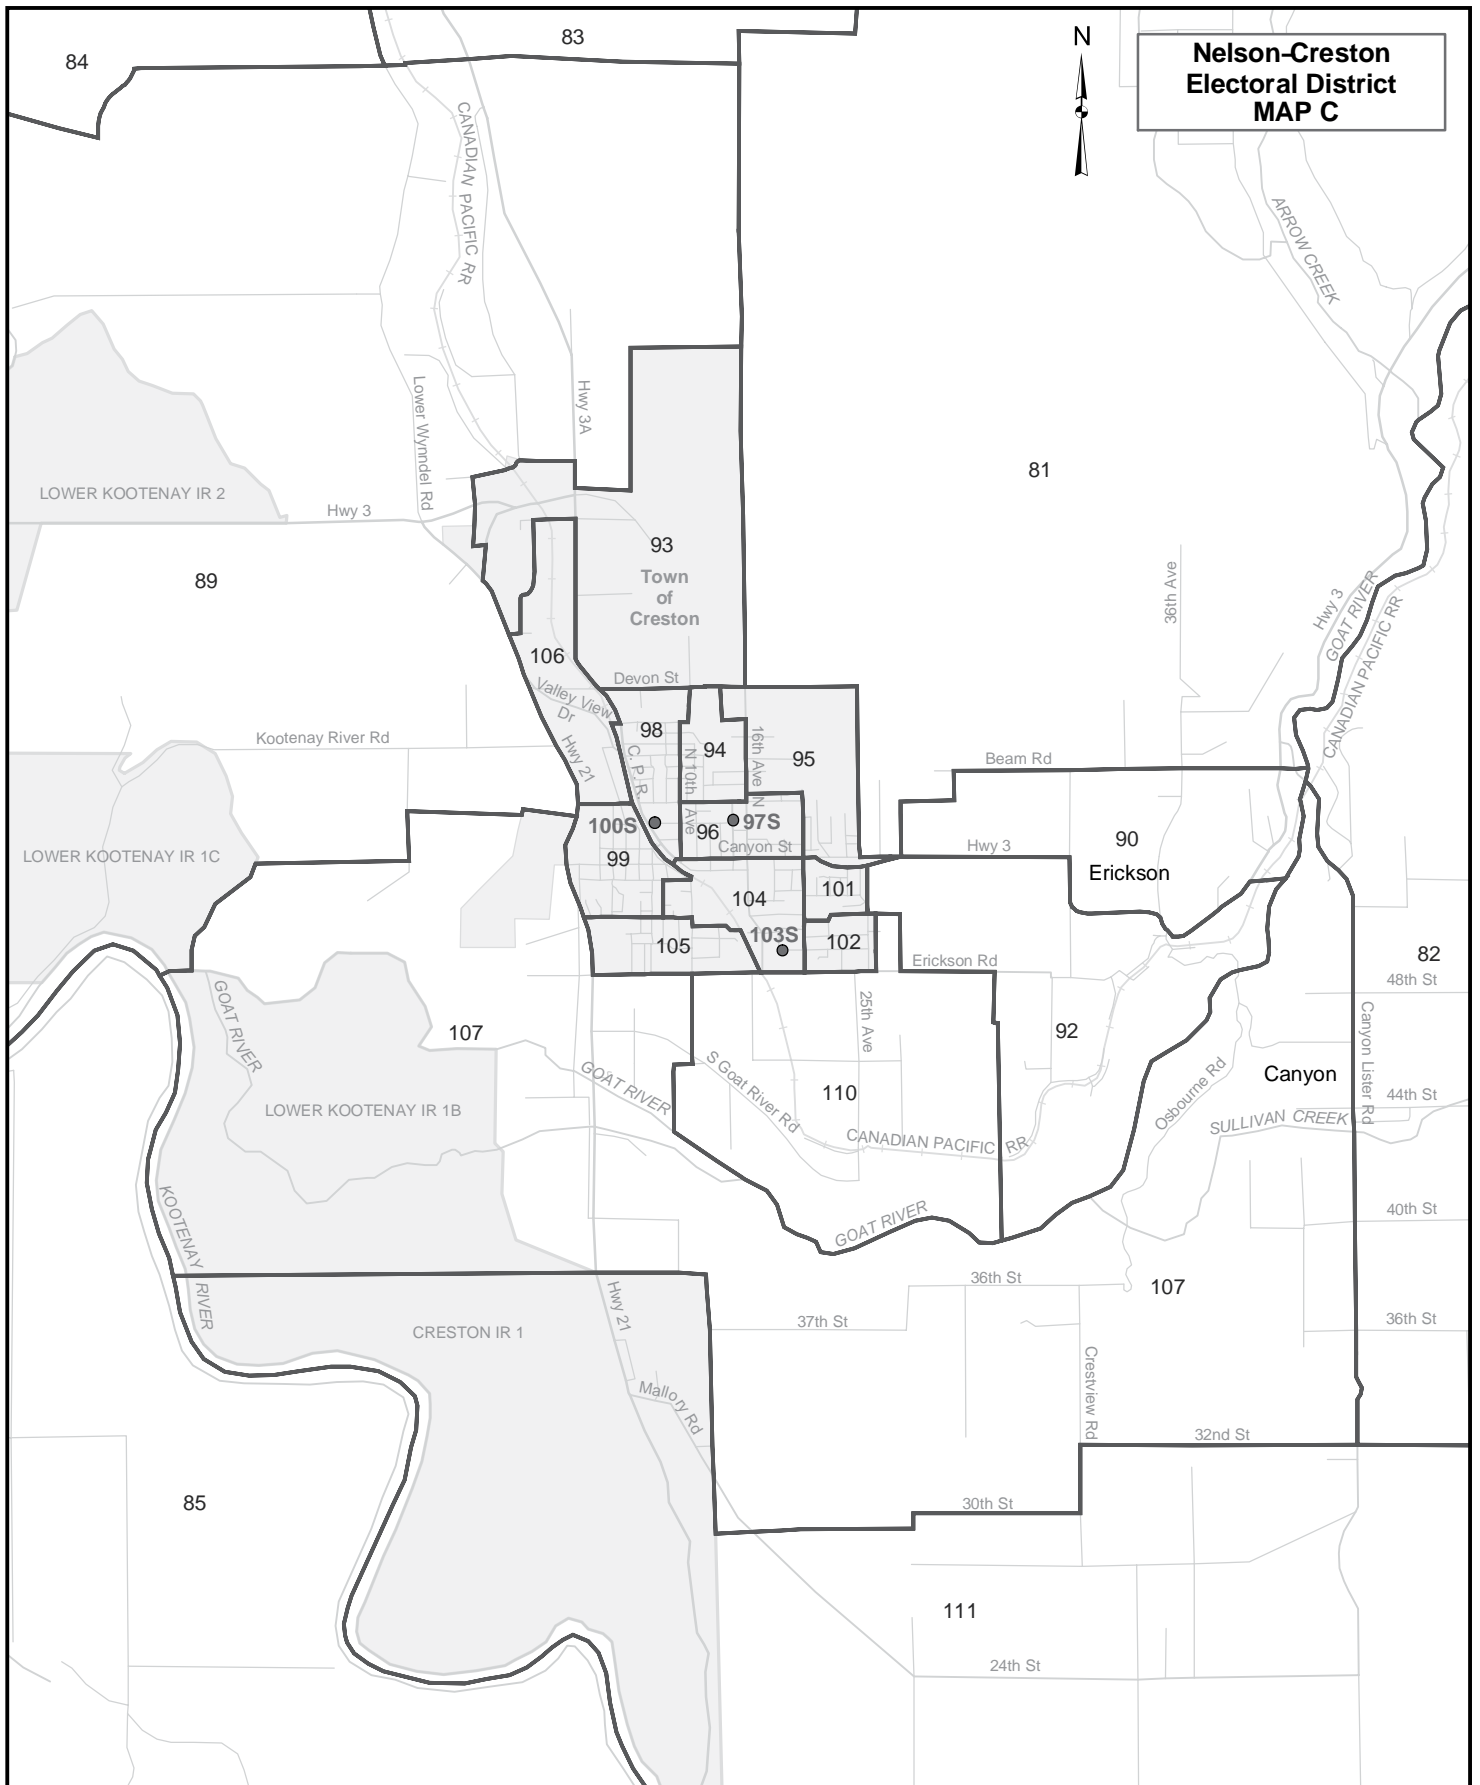 83
84
N
Nelson-Creston
Electoral District
MAP C
CANADIAN PACIFIC RR
ARROW CREEK
Lower Wynndel Rd
Hwy 3A
81
LOWER KOOTENAY IR 2
Hwy 3
93
Town
of
Creston
89
36th Ave
Hwy 3
GOAT RIVER
CANADIAN PACIFIC RR
106
Devon St
Valley View
Dr
98
94
95
Kootenay River Rd
Hwy 21
C. P. R.
N 10th Ave
16th Ave N
Beam Rd
100S
97S
96
Canyon St
Hwy 3
90
Erickson
LOWER KOOTENAY IR 1C
99
104
101
103S
105
102
Erickson Rd
82
48th St
GOAT RIVER
107
25th Ave
92
Canyon Lister Rd
S Goat River Rd
GOAT RIVER
110
Osbourne Rd
Canyon
44th St
LOWER KOOTENAY IR 1B
SULLIVAN CREEK
CANADIAN PACIFIC RR
KOOTENAY RIVER
GOAT RIVER
40th St
36th St
107
Hwy 21
37th St
36th St
CRESTON IR 1
Crestview Rd
Mallory Rd
32nd St
85
30th St
111
24th St